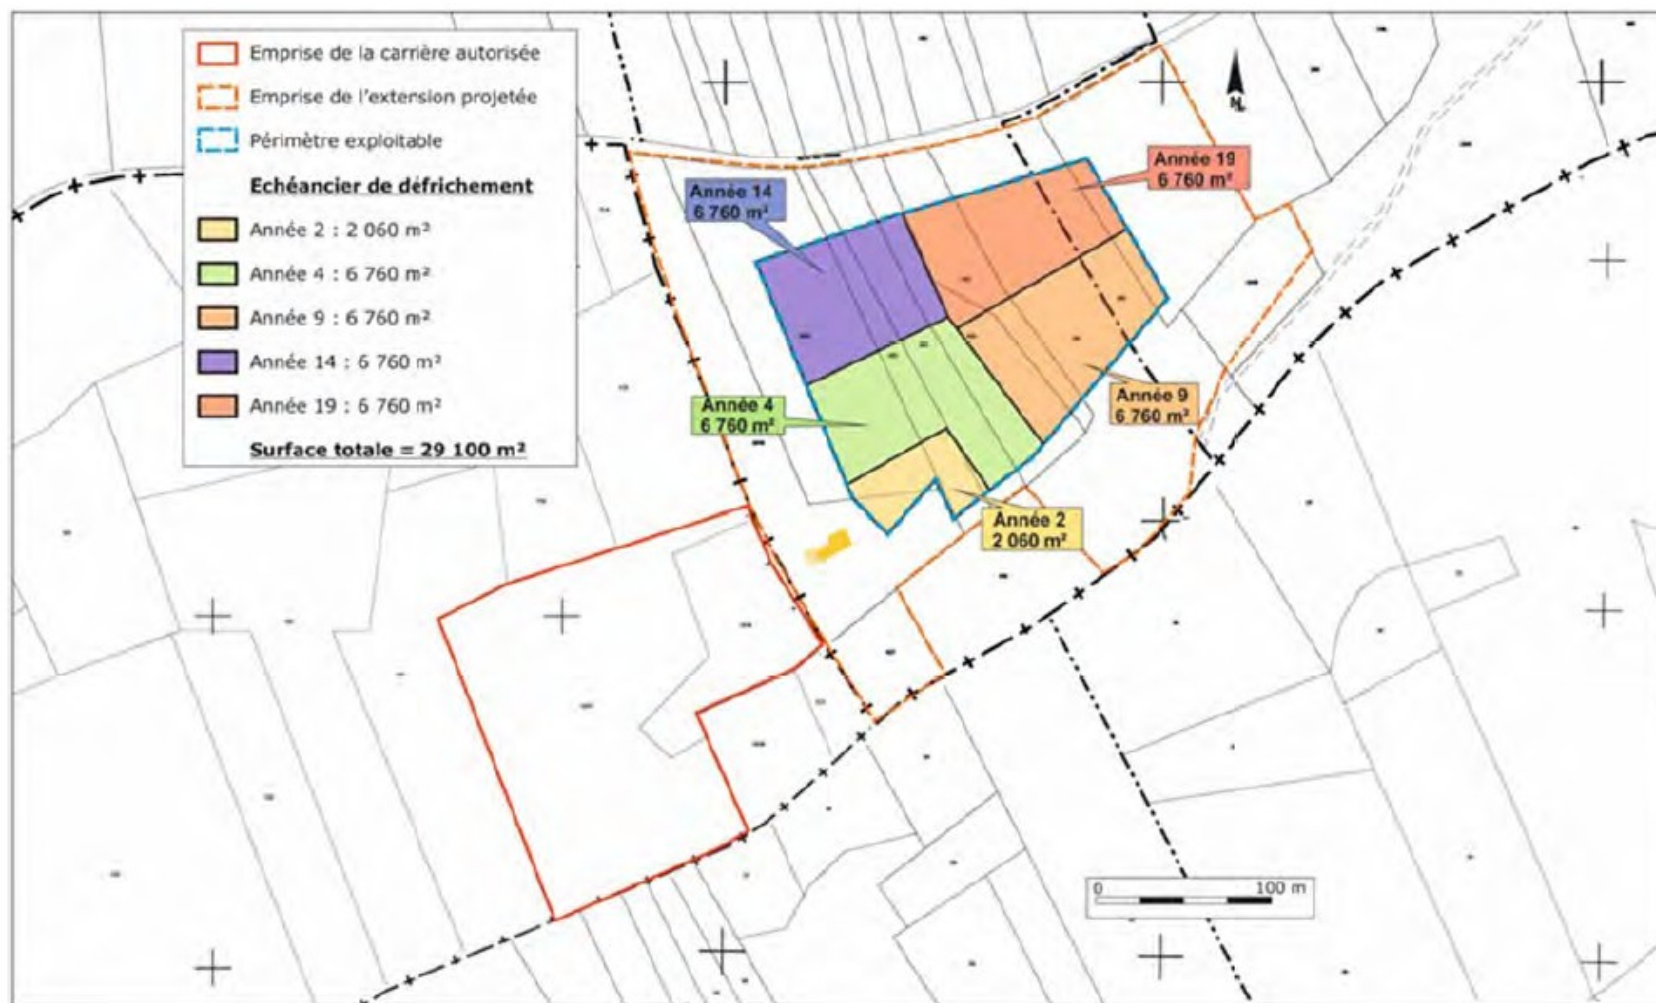 Emprise de la carrière autorisée
Emprise de l'extension projetée
Périmètre exploitable
Echéancier de défrichement
Année 2 : 2 060 m²
Année 4 : 6 760 m²
Année 9 : 6 760 m²
Année 14 : 6 760 m²
Année 19 : 6 760 m²
Surface totale = 29 100 m²
N
Année 19
6 760 m²
Année 14
6 760 m²
Année 9
6 760 m²
Année 4
6 760 m²
Année 2
2 060 m²
0 100 m